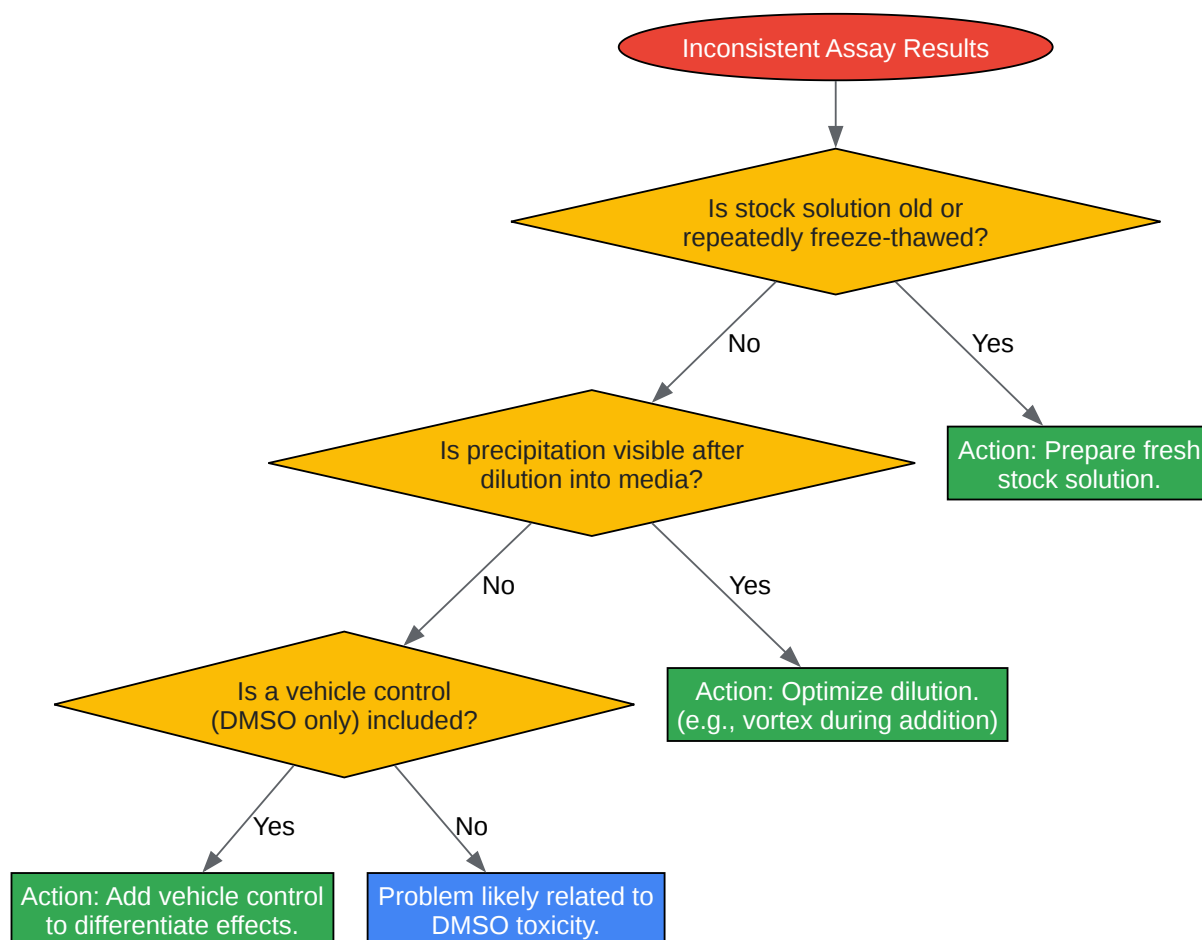 Inconsistent Assay Results
Is stock solution old or
repeatedly freeze-thawed?
No
Yes
Is precipitation visible after
dilution into media?
Action: Prepare fresh
stock solution.
No
Yes
Is a vehicle control
(DMSO only) included?
Action: Optimize dilution.
(e.g., vortex during addition)
Yes
No
Action: Add vehicle control
to differentiate effects.
Problem likely related to
DMSO toxicity.